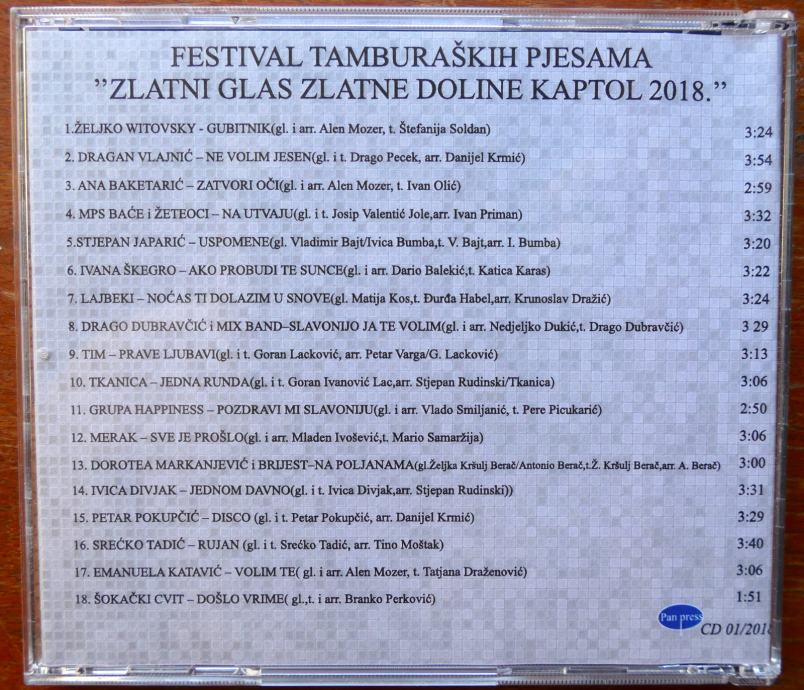 FESTIVAL TAMBURAŠKIH PJESAMA
”ZLATNI GLAS ZLATNE DOLINE KAPTOL 2018.”
1.ŽELJKO WITOVSKY - GUBITNIK(gl. i arr. Alen Mozer, t. Štefanija Soldan) 3:24
2. DRAGAN VLAJNIĆ – NE VOLIM JESEN(gl. i t. Drago Pecek, arr. Danijel Krmić) 3:54
3. ANA BAKETARIĆ – ZATVORI OČI(gl. i arr. Alen Mozer, t. Ivan Olić) 2:59
4. MPS BAĆE i ŽETEOCI – NA UTVAJU(gl. i t. Josip Valentić Jole,arr. Ivan Priman) 3:32
5.STJEPAN JAPARIĆ – USPOMENE(gl. Vladimir Bajt/Ivica Bumba,t. V. Bajt,arr. I. Bumba) 3:20
6. IVANA ŠKEGRO – AKO PROBUDI TE SUNCE(gl. i arr. Dario Balekić,t. Katica Karas) 3:22
7. LAJBEKI – NOĆAS TI DOLAZIM U SNOVE(gl. Matija Kos,t. Đurđa Habel,arr. Krunoslav Dražić) 3:24
8. DRAGO DUBRAVČIĆ i MIX BAND–SLAVONIJO JA TE VOLIM(gl. i arr. Nedjeljko Dukić,t. Drago Dubravčić) 3 29
9. TIM – PRAVE LJUBAVI(gl. i t. Goran Lacković, arr. Petar Varga/G. Lacković) 3:13
10. TKANICA – JEDNA RUNDA(gl. i t. Goran Ivanović Lac,arr. Stjepan Rudinski/Tkanica) 3:06
11. GRUPA HAPPINESS – POZDRAVI MI SLAVONIJU(gl. i arr. Vlado Smiljanić, t. Pere Picukarić) 2:50
12. MERAK – SVE JE PROŠLO(gl. i arr. Mladen Ivošević,t. Mario Samaržija) 3:06
13. DOROTEA MARKANJEVIĆ i BRIJEST–NA POLJANAMA(gl.Željka Kršulj Berač/Antonio Berač,t.Ž. Kršulj Berač,arr. A. Berač) 3:00
14. IVICA DIVJAK – JEDNOM DAVNO(gl. i t. Ivica Divjak,arr. Stjepan Rudinski)) 3:31
15. PETAR POKUPČIĆ – DISCO (gl. i t. Petar Pokupčić, arr. Danijel Krmić) 3:29
16. SREĆKO TADIĆ – RUJAN (gl. i t. Srećko Tadić, arr. Tino Moštak) 3:40
17. EMANUELA KATAVIĆ – VOLIM TE( gl. i arr. Alen Mozer, t. Tatjana Draženović) 3:06
18. ŠOKAČKI CVIT – DOŠLO VRIME( gl.,t. i arr. Branko Perković) 1:51
Pan press
CD 01/2018